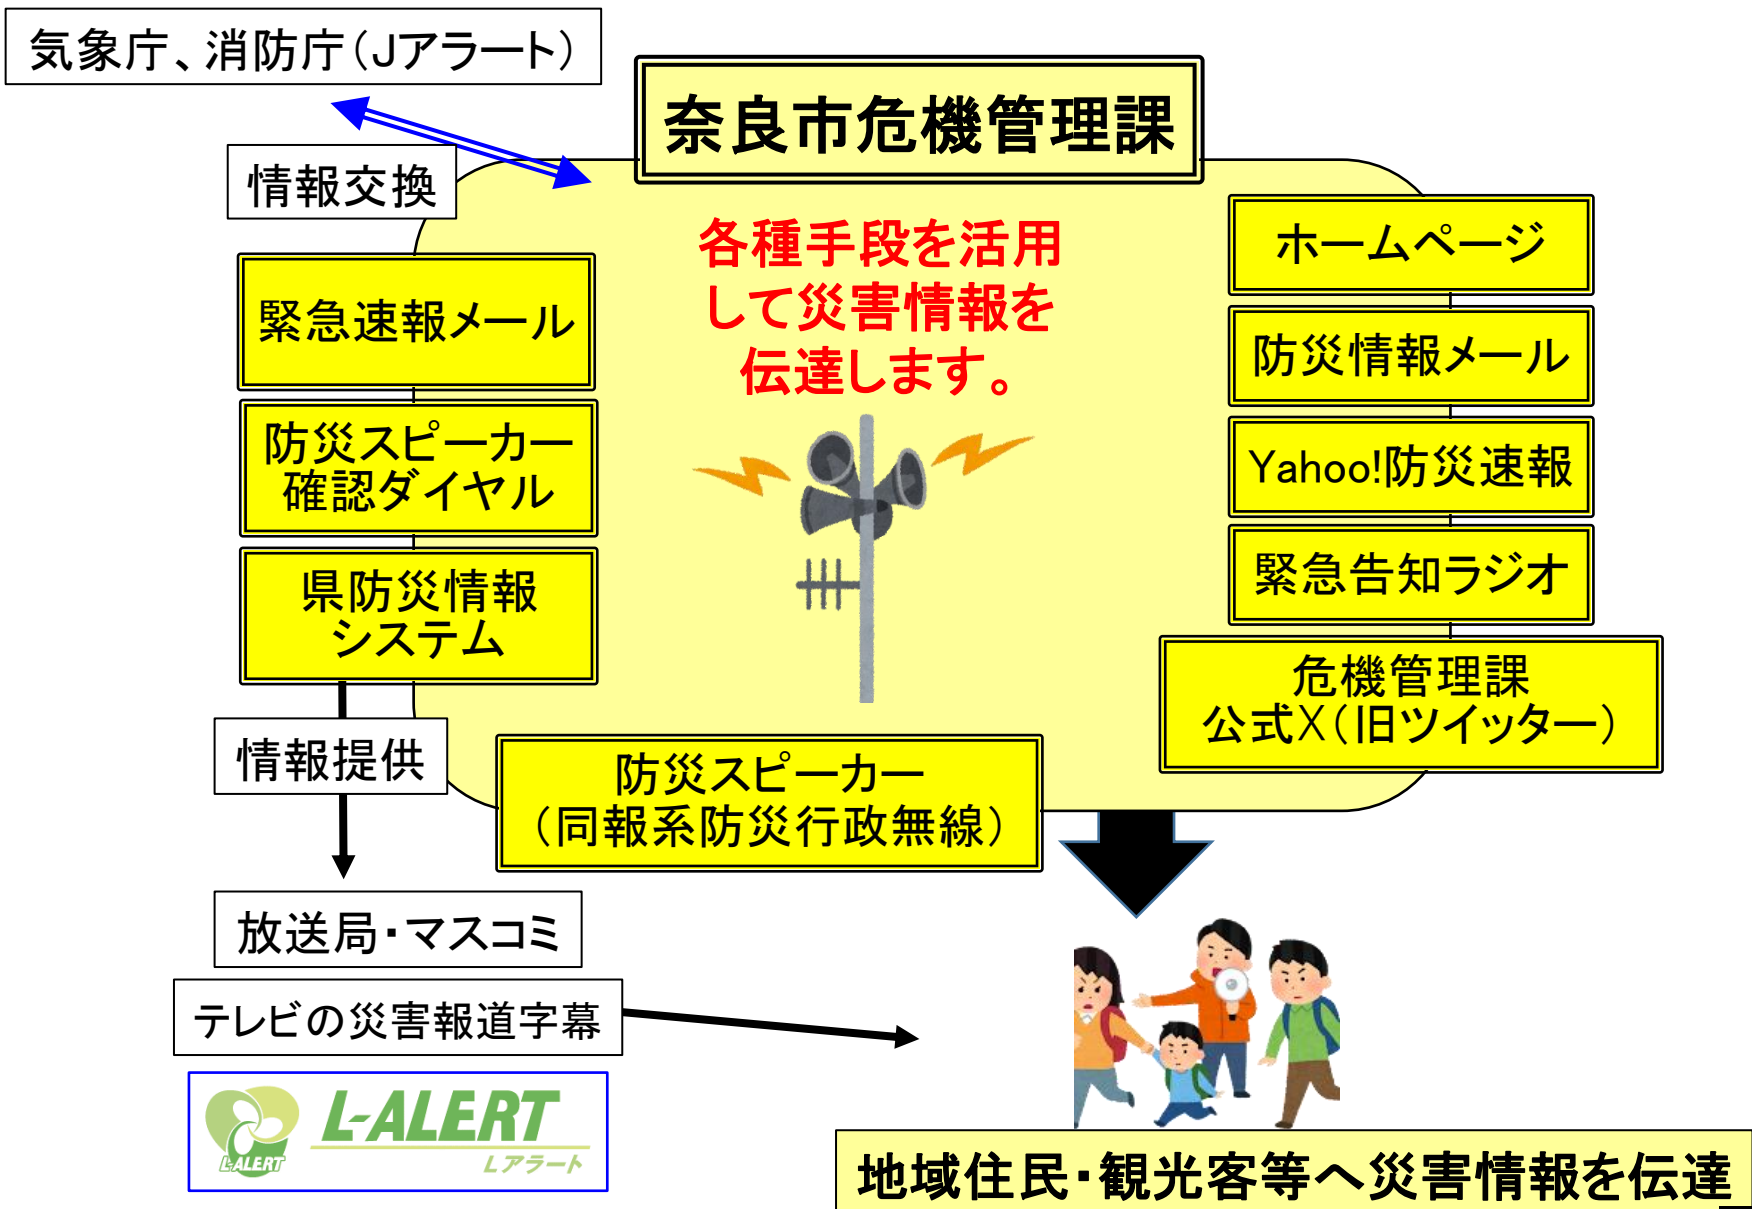 気象庁、消防庁(Jアラート)
奈良市危機管理課
情報交換
各種手段を活用
して災害情報を
伝達します。
緊急速報メール
防災スピーカー
確認ダイヤル
県防災情報
システム
ホームページ
防災情報メール
Yahoo!防災速報
緊急告知ラジオ
危機管理課
公式X(旧ツイッター)
情報提供
防災スピーカー
(同報系防災行政無線)
放送局・マスコミ
テレビの災害報道字幕
L-ALERT
L-ALERT
Lアラート
地域住民・観光客等へ災害情報を伝達